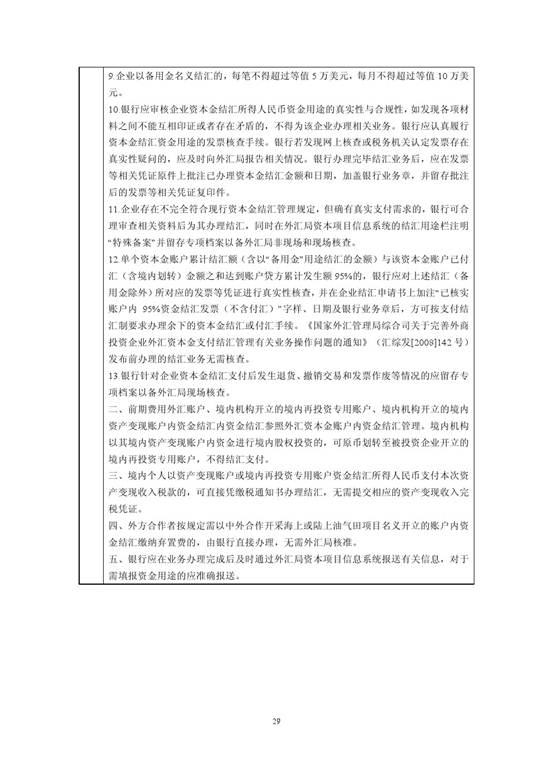 9.企业以备用金名义结汇的，每笔不得超过等值 5 万美元，每月不得超过等值 10 万美
元。
10.银行应审核企业资本金结汇所得人民币资金用途的真实性与合规性，如发现各项材
料之间不能互相印证或者存在矛盾的，不得为该企业办理相关业务。银行应认真履行
资本金结汇资金用途的发票核查手续。银行若发现网上核查或税务机关认定发票存在
真实性疑问的，应及时向外汇局报告相关情况。银行办理完毕结汇业务后，应在发票
等相关凭证原件上批注已办理资本金结汇金额和日期，加盖银行业务章，并留存批注
后的发票等相关凭证复印件。
11.企业存在不完全符合现行资本金结汇管理规定，但确有真实支付需求的，银行可合
理审查相关资料后为其办理结汇，同时在外汇局资本项目信息系统的结汇用途栏注明
“特殊备案”并留存专项档案以备外汇局非现场和现场核查。
12.单个资本金账户累计结汇额（含以“备用金”用途结汇的金额）与该资本金账户已付
汇（含境内划转）金额之和达到账户贷方累计发生额 95%的，银行应对上述结汇（备
用金除外）所对应的发票等凭证进行真实性核查，并在企业结汇申请书上加注“已核实
账户内 95%资金结汇发票（不含付汇）”字样、日期及银行业务章后，方可按支付结
汇制要求办理余下的资本金结汇或付汇手续。《国家外汇管理局综合司关于完善外商
投资企业外汇资本金支付结汇管理有关业务操作问题的通知》（汇综发[2008]142 号）
发布前办理的结汇业务无需核查。
13.银行针对企业资本金结汇支付后发生退货、撤销交易和发票作废等情况的应留存专
项档案以备外汇局现场核查。
二、前期费用外汇账户、境内机构开立的境内再投资专用账户、境内机构开立的境内
资产变现账户内资金结汇内资金结汇参照外汇资本金账户内资金结汇管理。境内机构
以其境内资产变现账户内资金进行境内股权投资的，可原币划转至被投资企业开立的
境内再投资专用账户，不得结汇支付。
三、境内个人以资产变现账户或境内再投资专用账户资金结汇所得人民币支付本次资
产变现收入税款的，可直接凭缴税通知书办理结汇，无需提交相应的资产变现收入完
税凭证。
四、外方合作者按规定需以中外合作开采海上或陆上油气田项目名义开立的账户内资
金结汇缴纳弃置费的，由银行直接办理，无需外汇局核准。
五、银行应在业务办理完成后及时通过外汇局资本项目信息系统报送有关信息，对于
需填报资金用途的应准确报送。
29